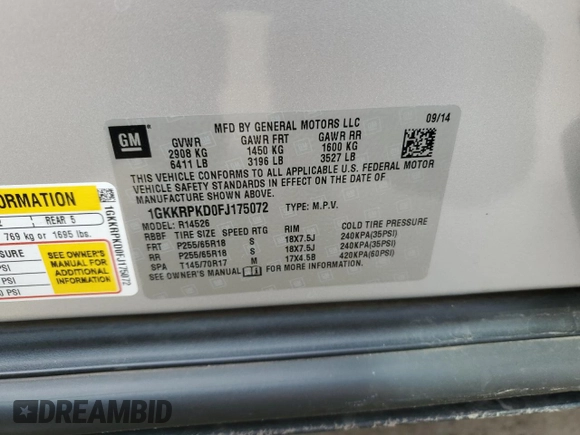 GM
MFD BY GENERAL MOTORS LLC
09/14
GVWR GAWR FRT GAWR RR
2908 KG 1450 KG 1600 KG
6411 LB 3196 LB 3527 LB
THIS VEHICLE CONFORMS TO ALL APPLICABLE U.S. FEDERAL MOTOR
VEHICLE SAFETY STANDARDS IN EFFECT ON THE DATE OF
MANUFACTURE SHOWN ABOVE.
1GKKRPKD0FJ175072 TYPE: M.P.V.
MODEL: R14526
RBBF TIRE SIZE SPEED RTG RIM COLD TIRE PRESSURE
FRT P255/65R18 S 18X7.5J 240KPA(35PSI)
RR P255/65R18 S 18X7.5J 240KPA(35PSI)
SPA T145/70R17 M 17X4.5B 420KPA(60PSI)
SEE OWNER'S MANUAL
FORMATION
REAR 5
769 kg or 1695 lbs.
SURE
SEE OWNER'S
MANUAL FOR
ADDITIONAL
INFORMATION
PSI
PSI
PSI
1GKKRPKD0FJ175072
DREAMBID